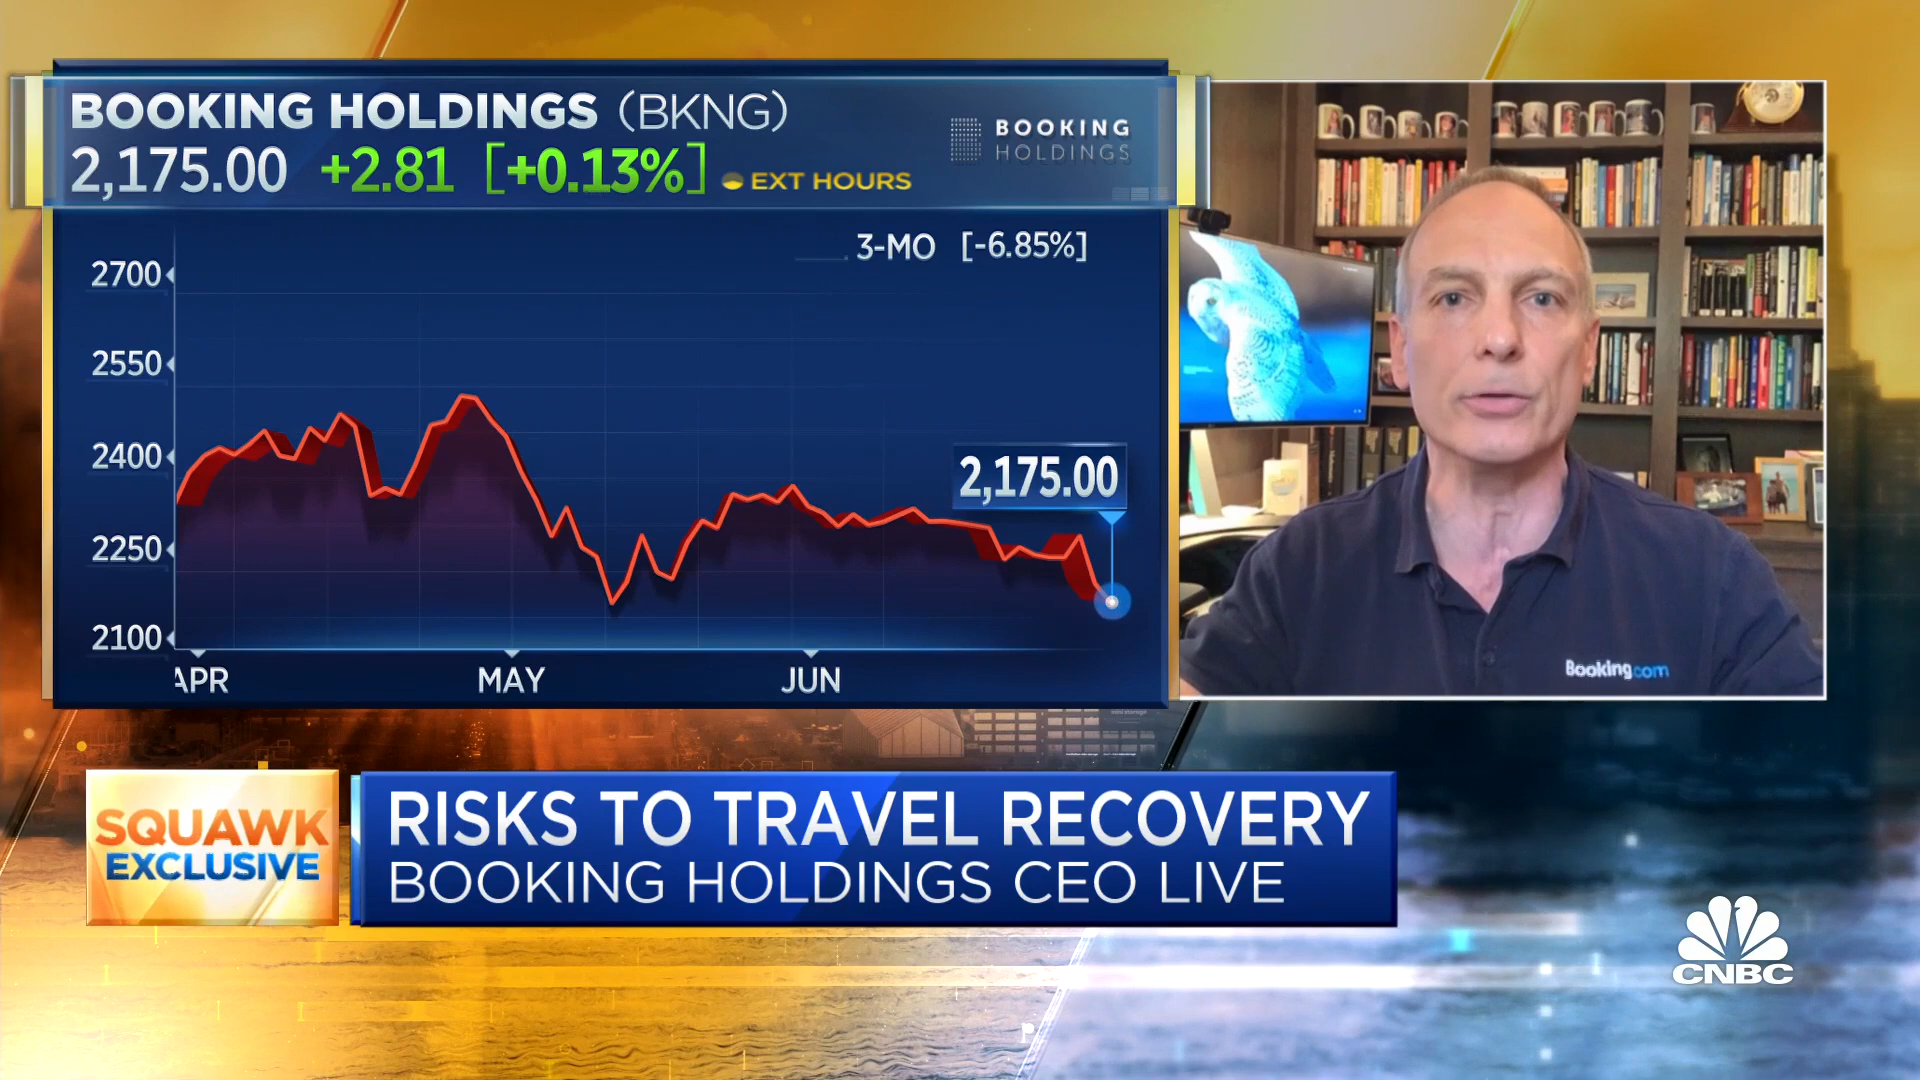 BOOKING HOLDINGS (BKNG)
2,175.00 +2.81 [+0.13%] EXT HOURS
BOOKING
HOLDINGS
3-MO [-6.85%]
2700
2550
2400
2250
2100
2,175.00
APR MAY JUN
Booking.com
SQUAWK
EXCLUSIVE
RISKS TO TRAVEL RECOVERY
BOOKING HOLDINGS CEO LIVE
CNBC